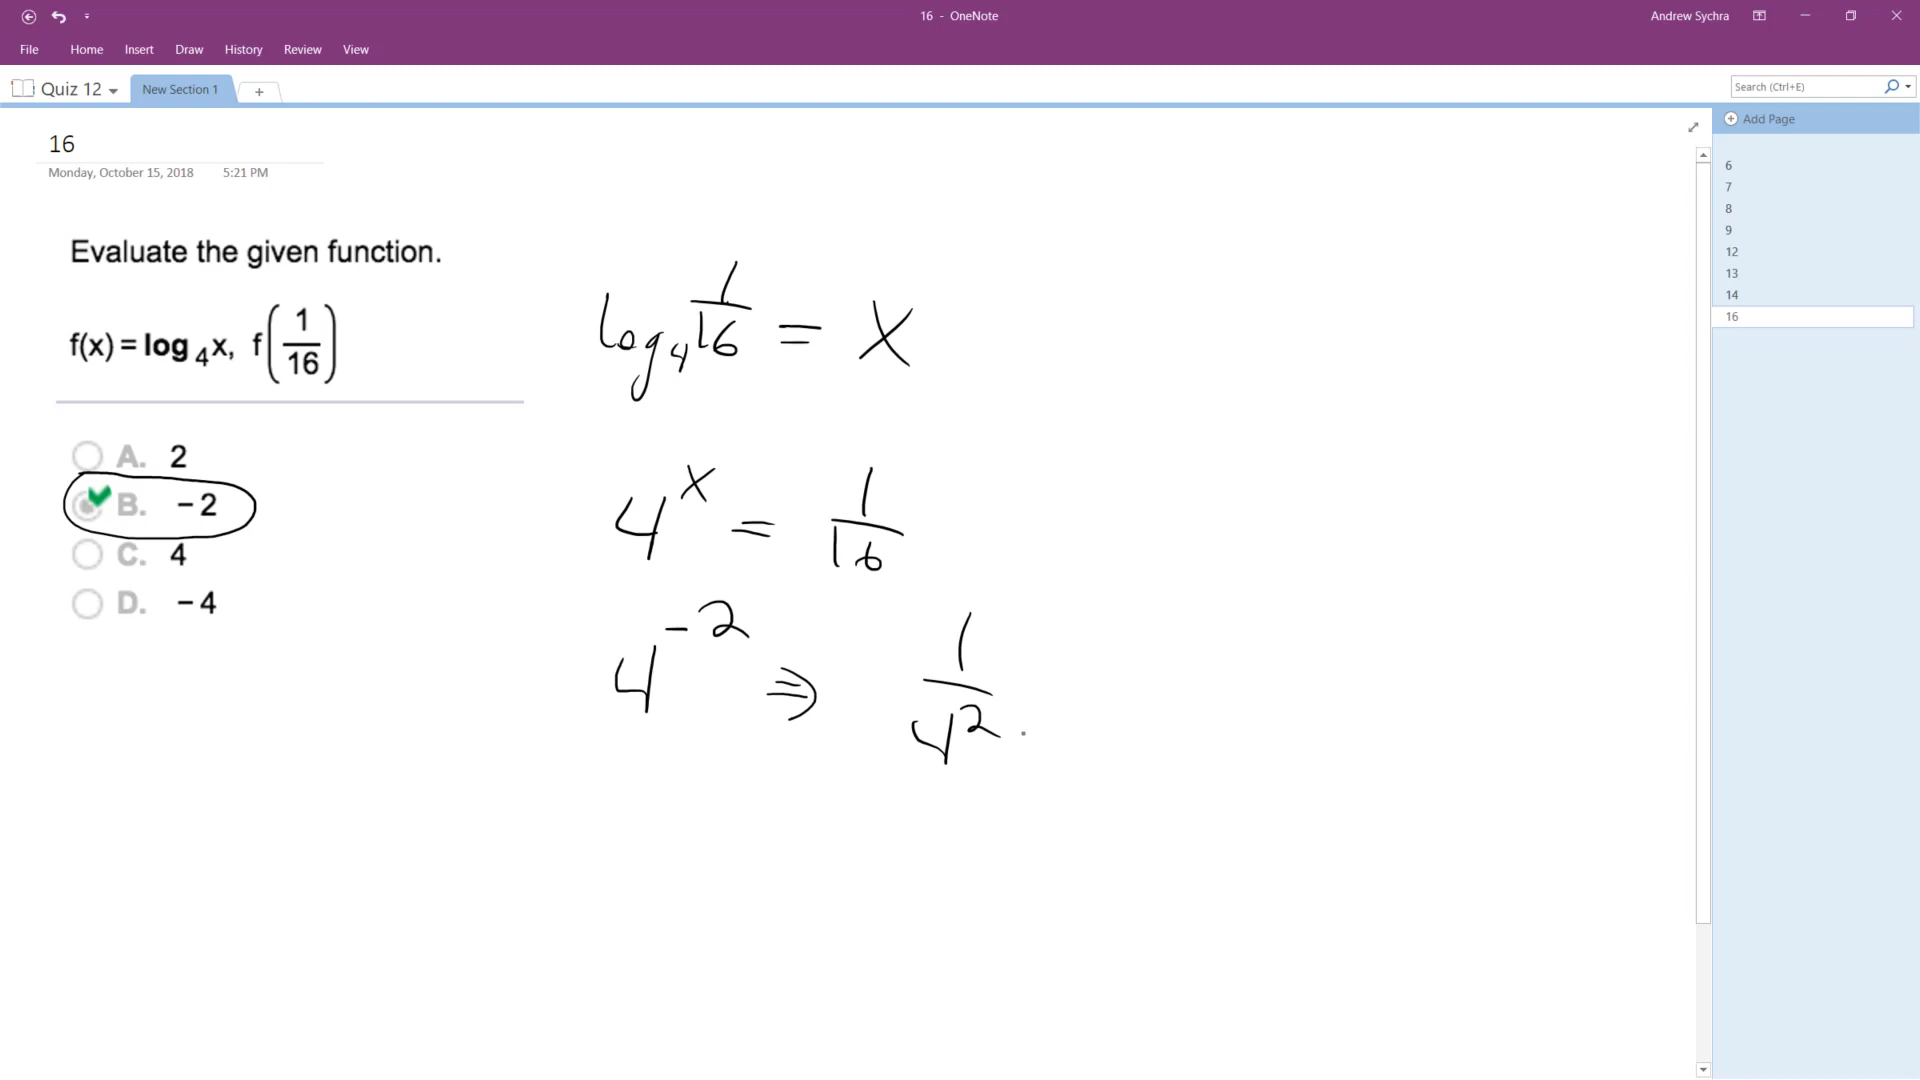 16 - OneNote
Andrew Sychra
File Home Insert Draw History Review View
Quiz 12 New Section 1 +
Search (Ctrl+E)
Add Page
16
Monday, October 15, 2018 5:21 PM
6
7
8
9
12
13
14
16
Evaluate the given function.
f(x) = log₄x, f(1/16)
A. 2
B. −2
C. 4
D. −4
log₄ 1/16 = x
4^x = 1/16
4^-2 ⇒ 1/4^2